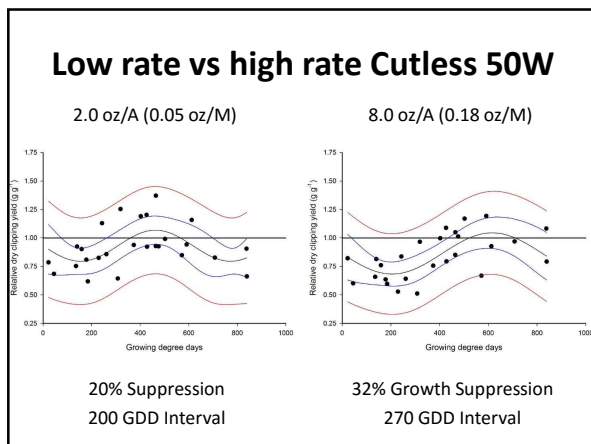 Low rate vs high rate Cutless 50W
2.0 oz/A (0.05 oz/M)
8.0 oz/A (0.18 oz/M)
Relative dry clipping yield (g g⁻¹)
1.75
1.50
1.25
1.00
0.75
0.50
0.25
0 200 400 600 800 1000
Growing degree days
Relative dry clipping yield (g g⁻¹)
1.75
1.50
1.25
1.00
0.75
0.50
0.25
0 200 400 600 800 1000
Growing degree days
20% Suppression
200 GDD Interval
32% Growth Suppression
270 GDD Interval